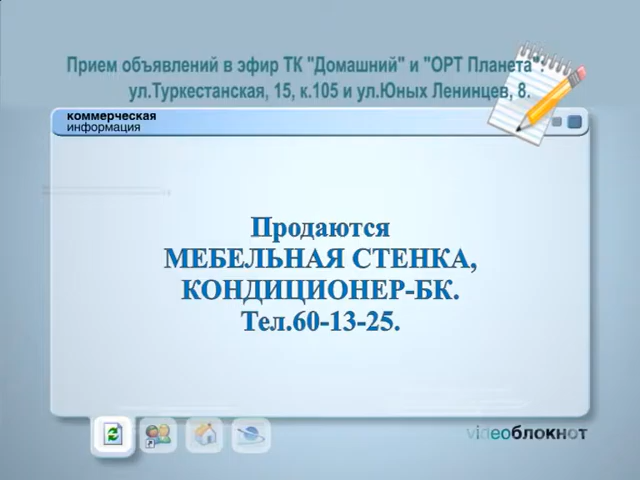 Прием объявлений в эфир ТК "Домашний" и "ОРТ Планета":
ул.Туркестанская, 15, к.105 и ул.Юных Ленинцев, 8.
коммерческая
информация
Продаются
МЕБЕЛЬНАЯ СТЕНКА,
КОНДИЦИОНЕР-БК.
Тел.60-13-25.
videoблокнот